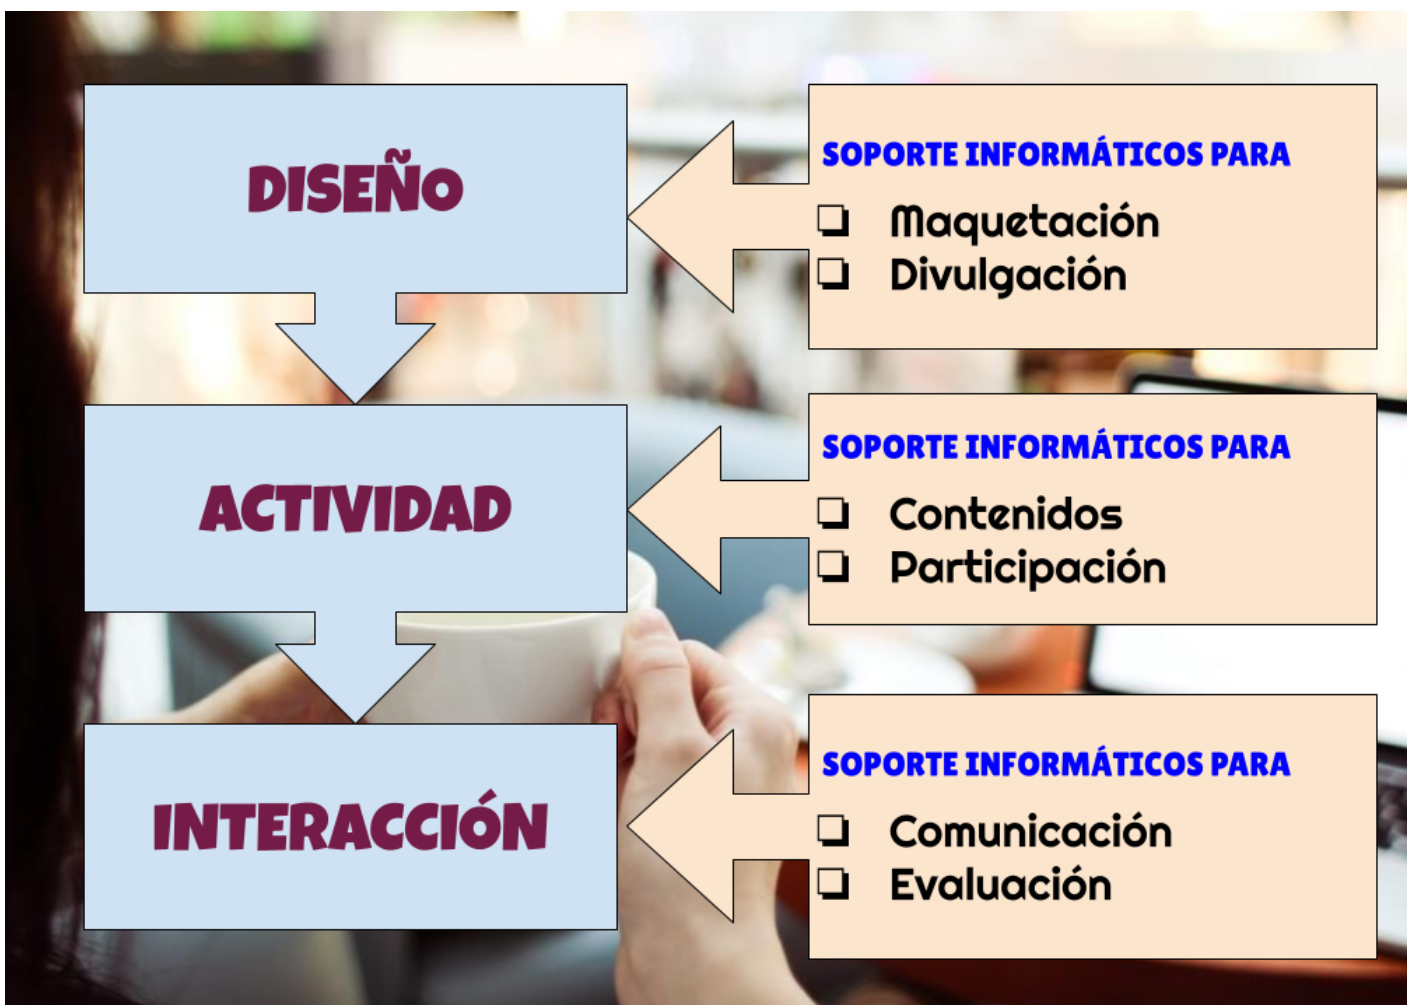 DISEÑO
SOPORTE INFORMÁTICOS PARA
❏ Maquetación
❏ Divulgación
ACTIVIDAD
SOPORTE INFORMÁTICOS PARA
❏ Contenidos
❏ Participación
INTERACCIÓN
SOPORTE INFORMÁTICOS PARA
❏ Comunicación
❏ Evaluación